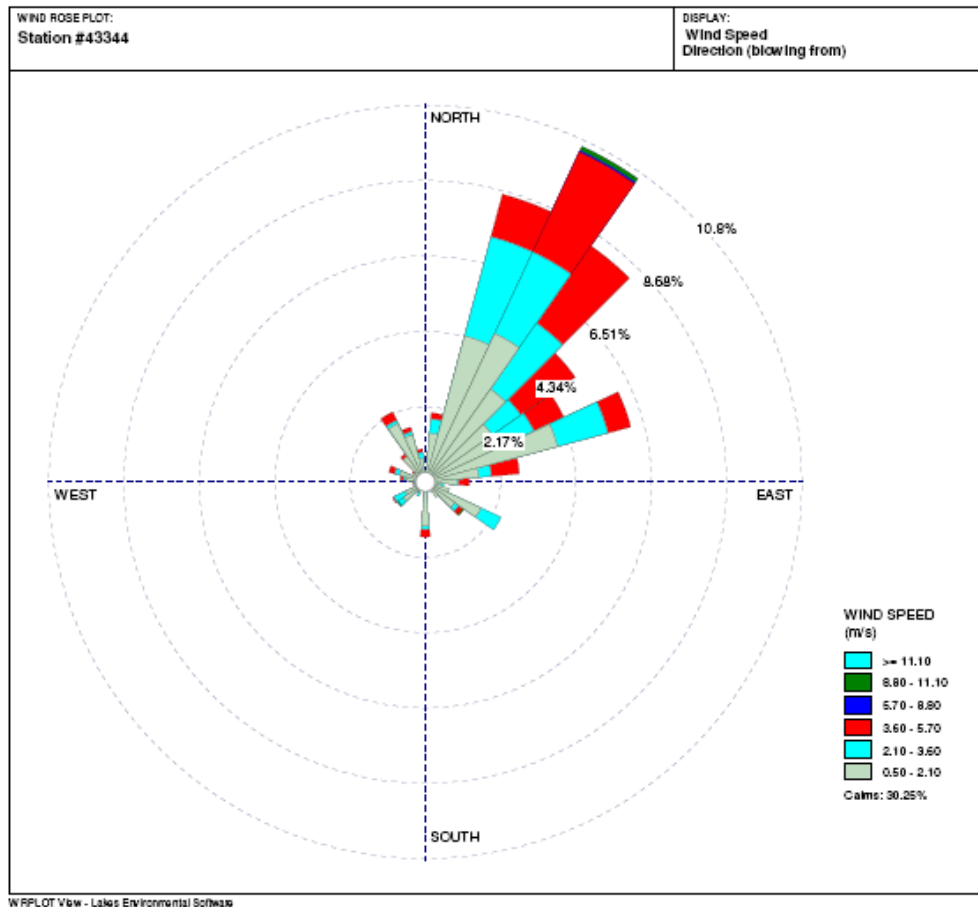 WIND ROSE PLOT:
Station #43344
DISPLAY:
Wind Speed
Direction (blowing from)
NORTH
10.8%
8.68%
6.51%
4.34%
2.17%
WEST
EAST
SOUTH
WIND SPEED
(m/s)
>= 11.10
8.80 - 11.10
5.70 - 8.80
3.60 - 5.70
2.10 - 3.60
0.50 - 2.10
Calms: 30.25%
WRPLOT View - Lakes Environmental Software